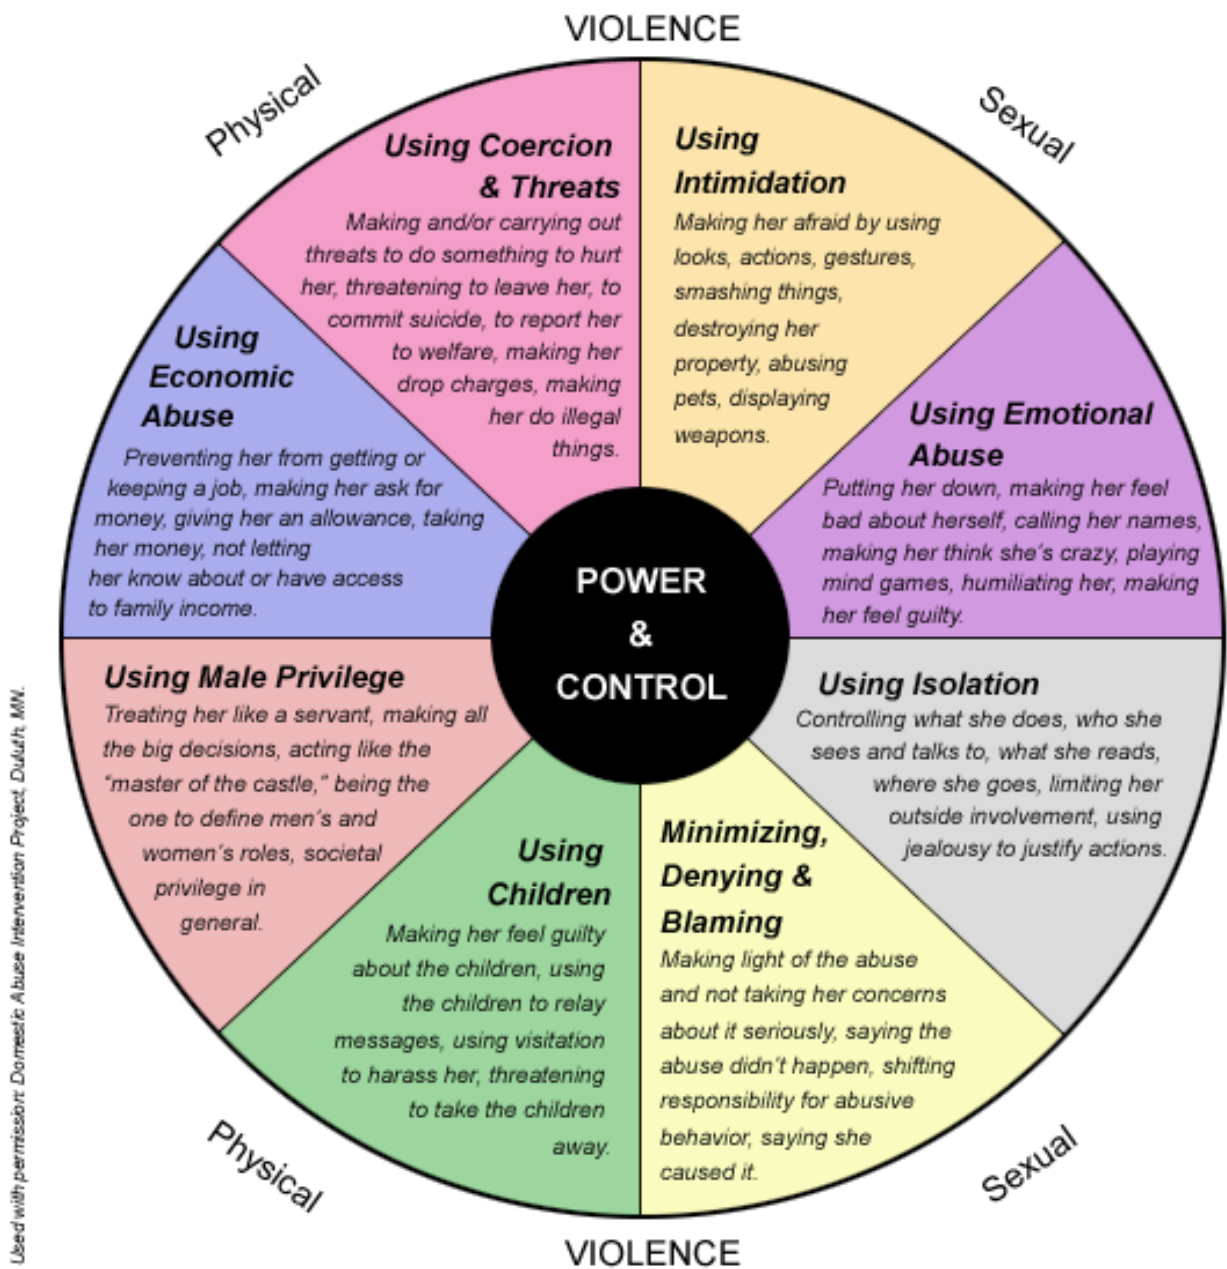 VIOLENCE
Physical
Sexual
Using Coercion
& Threats
Making and/or carrying out
threats to do something to hurt
her, threatening to leave her, to
commit suicide, to report her
to welfare, making her
drop charges, making
her do illegal
things.
Using
Intimidation
Making her afraid by using
looks, actions, gestures,
smashing things,
destroying her
property, abusing
pets, displaying
weapons.
Using Emotional
Abuse
Putting her down, making her feel
bad about herself, calling her names,
making her think she's crazy, playing
mind games, humiliating her, making
her feel guilty.
Using Isolation
Controlling what she does, who she
sees and talks to, what she reads,
where she goes, limiting her
outside involvement, using
jealousy to justify actions.
Minimizing,
Denying &
Blaming
Making light of the abuse
and not taking her concerns
about it seriously, saying the
abuse didn't happen, shifting
responsibility for abusive
behavior, saying she
caused it.
Using
Children
Making her feel guilty
about the children, using
the children to relay
messages, using visitation
to harass her, threatening
to take the children
away.
Using Male Privilege
Treating her like a servant, making all
the big decisions, acting like the
"master of the castle," being the
one to define men's and
women's roles, societal
privilege in
general.
Using
Economic
Abuse
Preventing her from getting or
keeping a job, making her ask for
money, giving her an allowance, taking
her money, not letting
her know about or have access
to family income.
POWER
&
CONTROL
Physical
Sexual
VIOLENCE
Used with permission: Domestic Abuse Intervention Project, Duluth, MN.